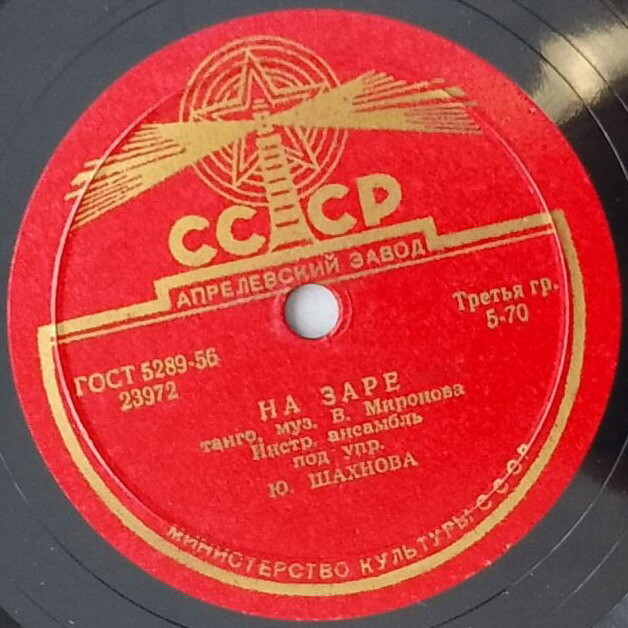 СССР
АПРЕЛЕВСКИЙ ЗАВОД
Третья гр.
5-70
ГОСТ 5289-56
23972
НА ЗАРЕ
танго, муз. В. Миронова
Инстр. ансамбль
под упр.
Ю. ШАХНОВА
МИНИСТЕРСТВО КУЛЬТУРЫ СССР